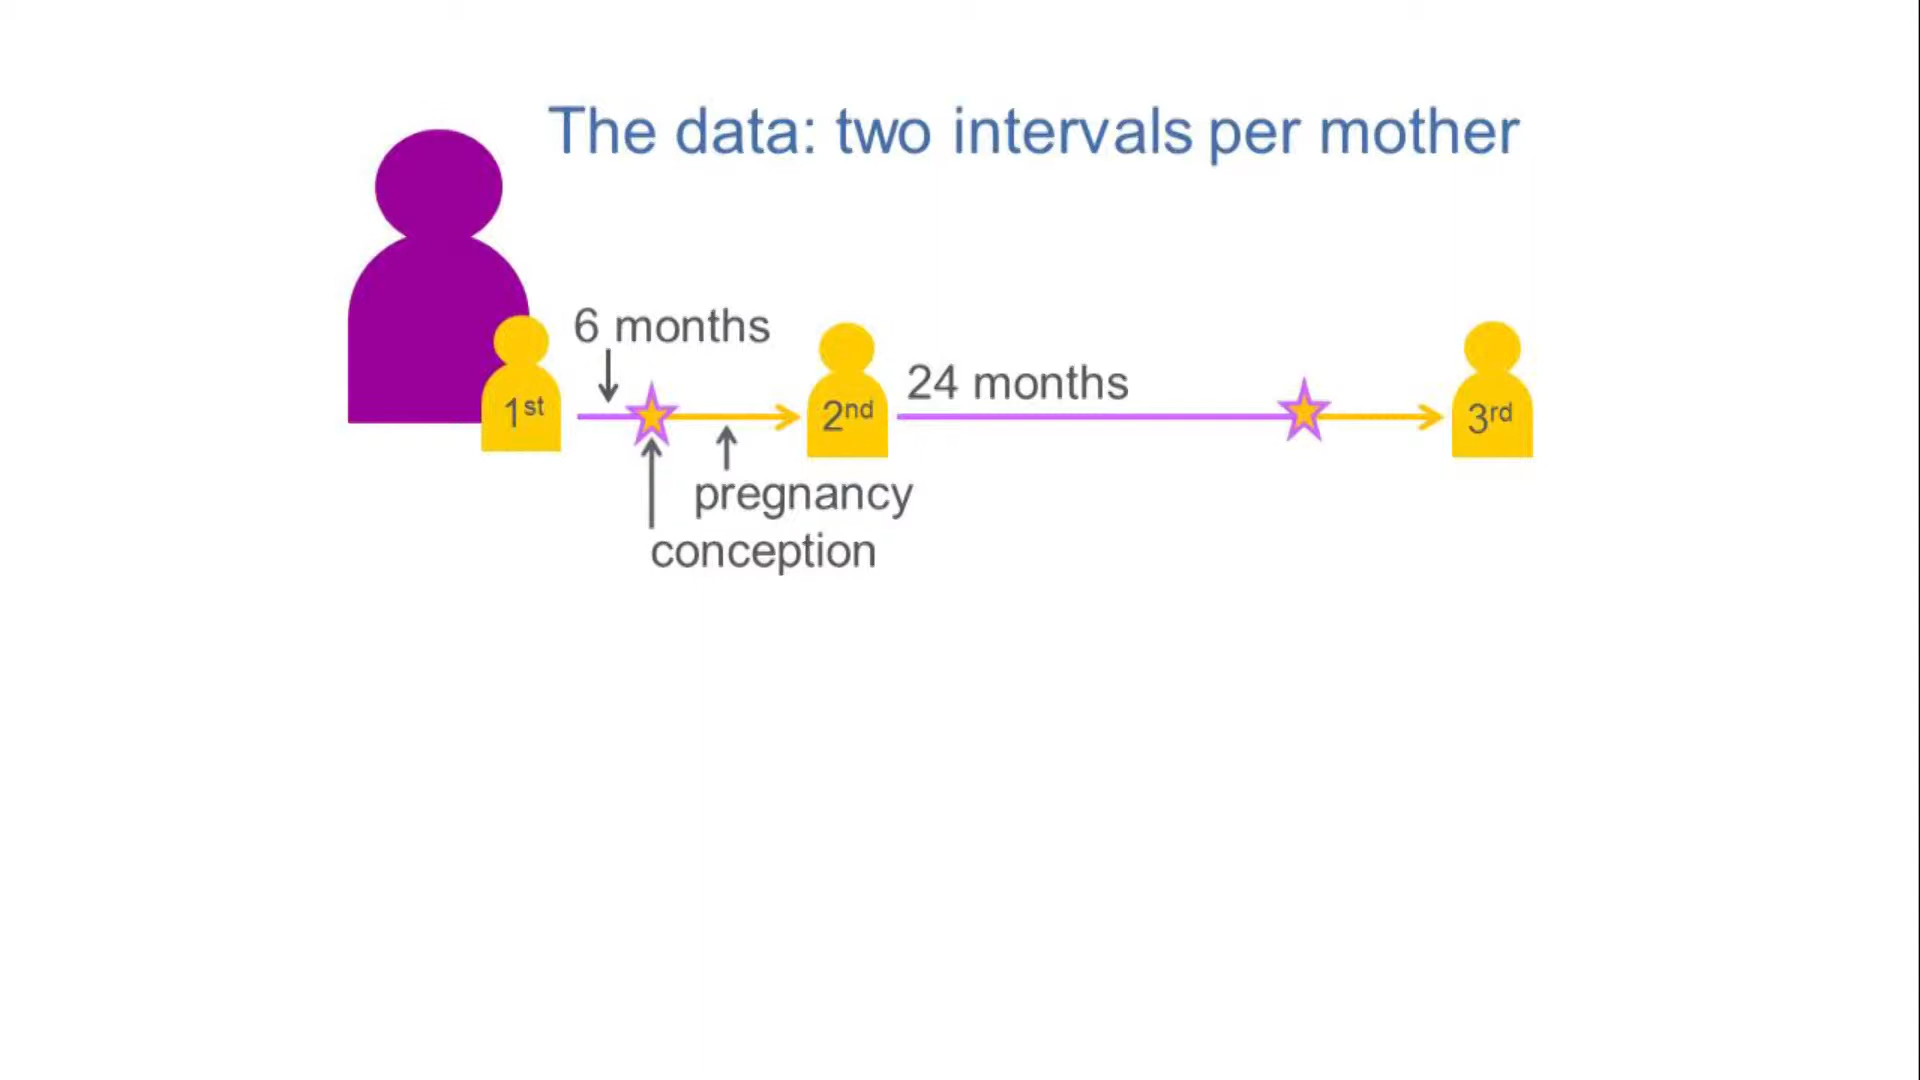 The data: two intervals per mother
6 months
24 months
1st
2nd
3rd
pregnancy
conception